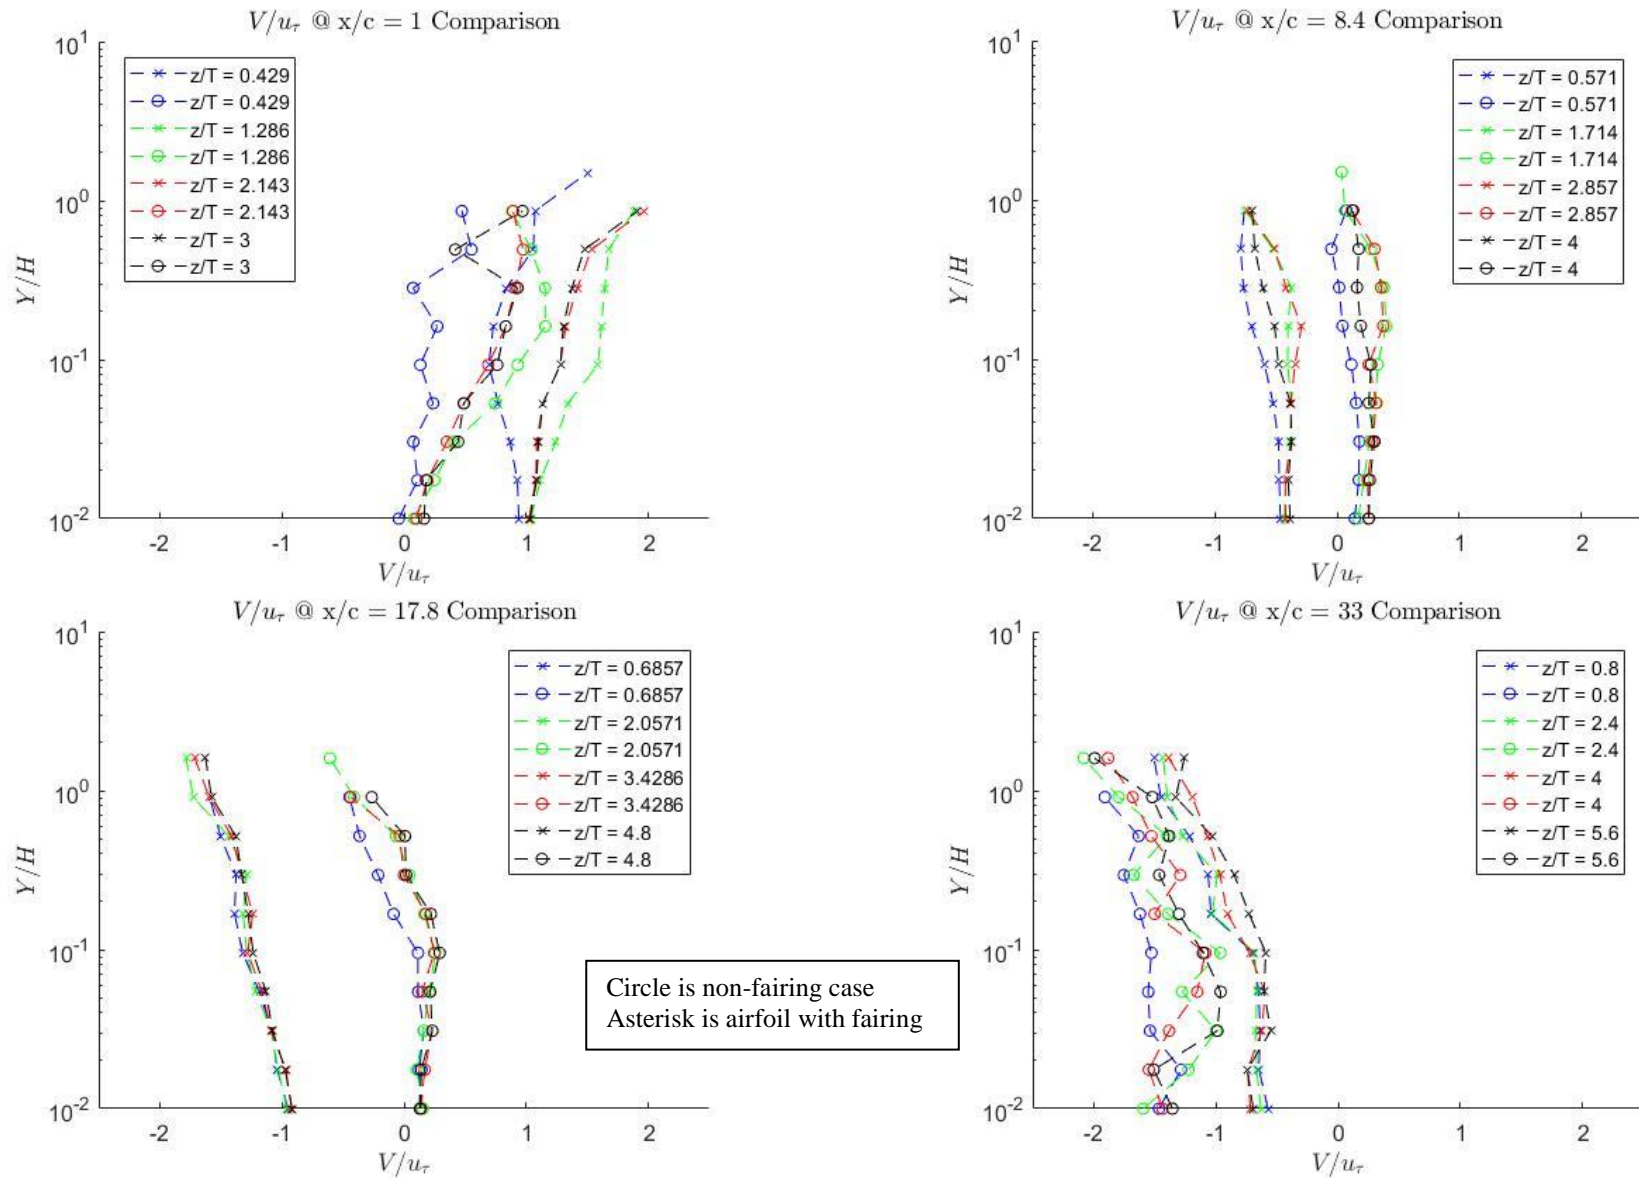 V/uτ @ x/c = 1 Comparison
10^1
10^0
10^-1
10^-2
Y/H
z/T = 0.429
z/T = 0.429
z/T = 1.286
z/T = 1.286
z/T = 2.143
z/T = 2.143
z/T = 3
z/T = 3
-2 -1 0 1 2
V/uτ
V/uτ @ x/c = 8.4 Comparison
10^1
10^0
10^-1
10^-2
Y/H
z/T = 0.571
z/T = 0.571
z/T = 1.714
z/T = 1.714
z/T = 2.857
z/T = 2.857
z/T = 4
z/T = 4
-2 -1 0 1 2
V/uτ
V/uτ @ x/c = 17.8 Comparison
10^1
10^0
10^-1
10^-2
Y/H
z/T = 0.6857
z/T = 0.6857
z/T = 2.0571
z/T = 2.0571
z/T = 3.4286
z/T = 3.4286
z/T = 4.8
z/T = 4.8
-2 -1 0 1 2
V/uτ
Circle is non-fairing case
Asterisk is airfoil with fairing
V/uτ @ x/c = 33 Comparison
10^1
10^0
10^-1
10^-2
Y/H
z/T = 0.8
z/T = 0.8
z/T = 2.4
z/T = 2.4
z/T = 4
z/T = 4
z/T = 5.6
z/T = 5.6
-2 -1 0 1 2
V/uτ